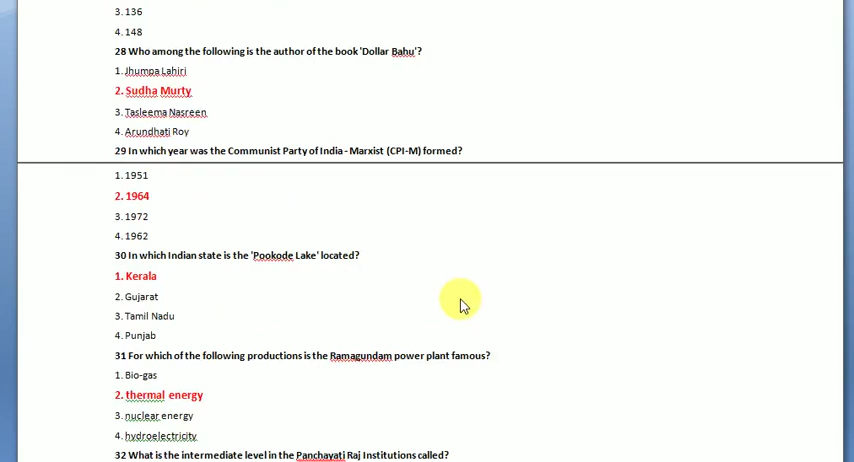 3. 136
4. 148
28 Who among the following is the author of the book 'Dollar Bahu'?
1. Jhumpa Lahiri
2. Sudha Murty
3. Tasleema Nasreen
4. Arundhati Roy
29 In which year was the Communist Party of India - Marxist (CPI-M) formed?
1. 1951
2. 1964
3. 1972
4. 1962
30 In which Indian state is the 'Pookode Lake' located?
1. Kerala
2. Gujarat
3. Tamil Nadu
4. Punjab
31 For which of the following productions is the Ramagundam power plant famous?
1. Bio-gas
2. thermal energy
3. nuclear energy
4. hydroelectricity
32 What is the intermediate level in the Panchayati Raj Institutions called?